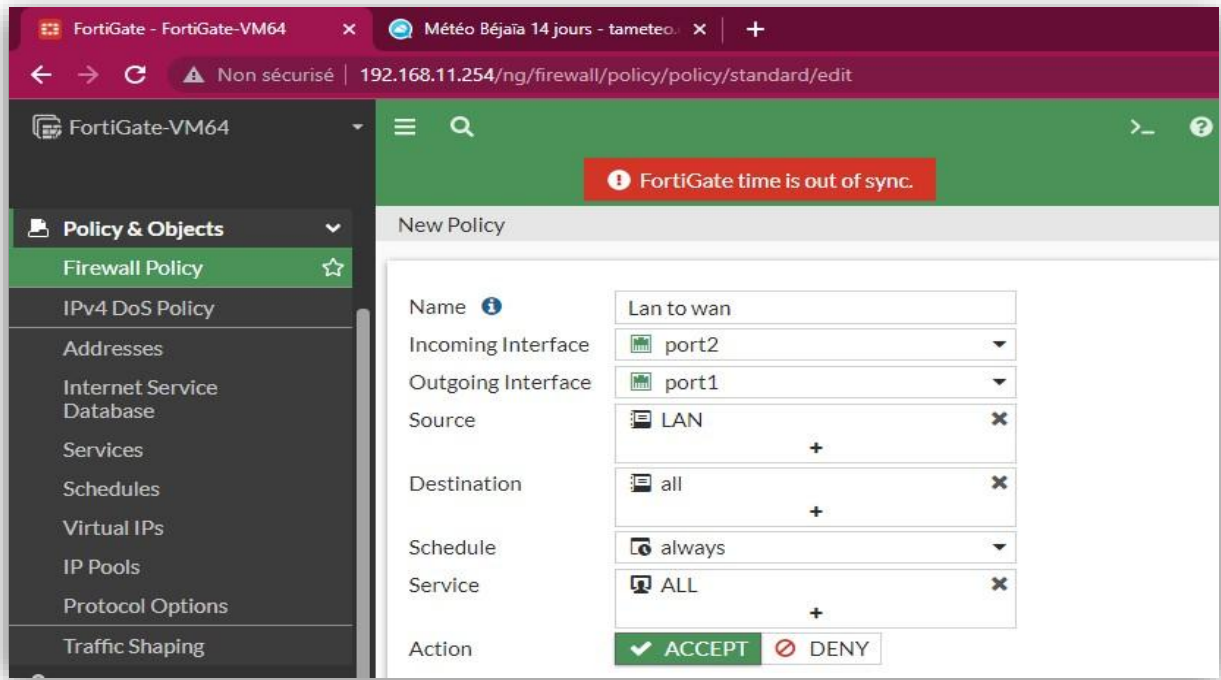 FortiGate - FortiGate-VM64
Météo Béjaïa 14 jours - tameteo.
Non sécurisé | 192.168.11.254/ng/firewall/policy/policy/standard/edit
FortiGate-VM64
FortiGate time is out of sync.
Policy & Objects
Firewall Policy
IPv4 DoS Policy
Addresses
Internet Service
Database
Services
Schedules
Virtual IPs
IP Pools
Protocol Options
Traffic Shaping
New Policy
Name Lan to wan
Incoming Interface port2
Outgoing Interface port1
Source LAN
+
Destination all
+
Schedule always
Service ALL
+
Action ACCEPT DENY